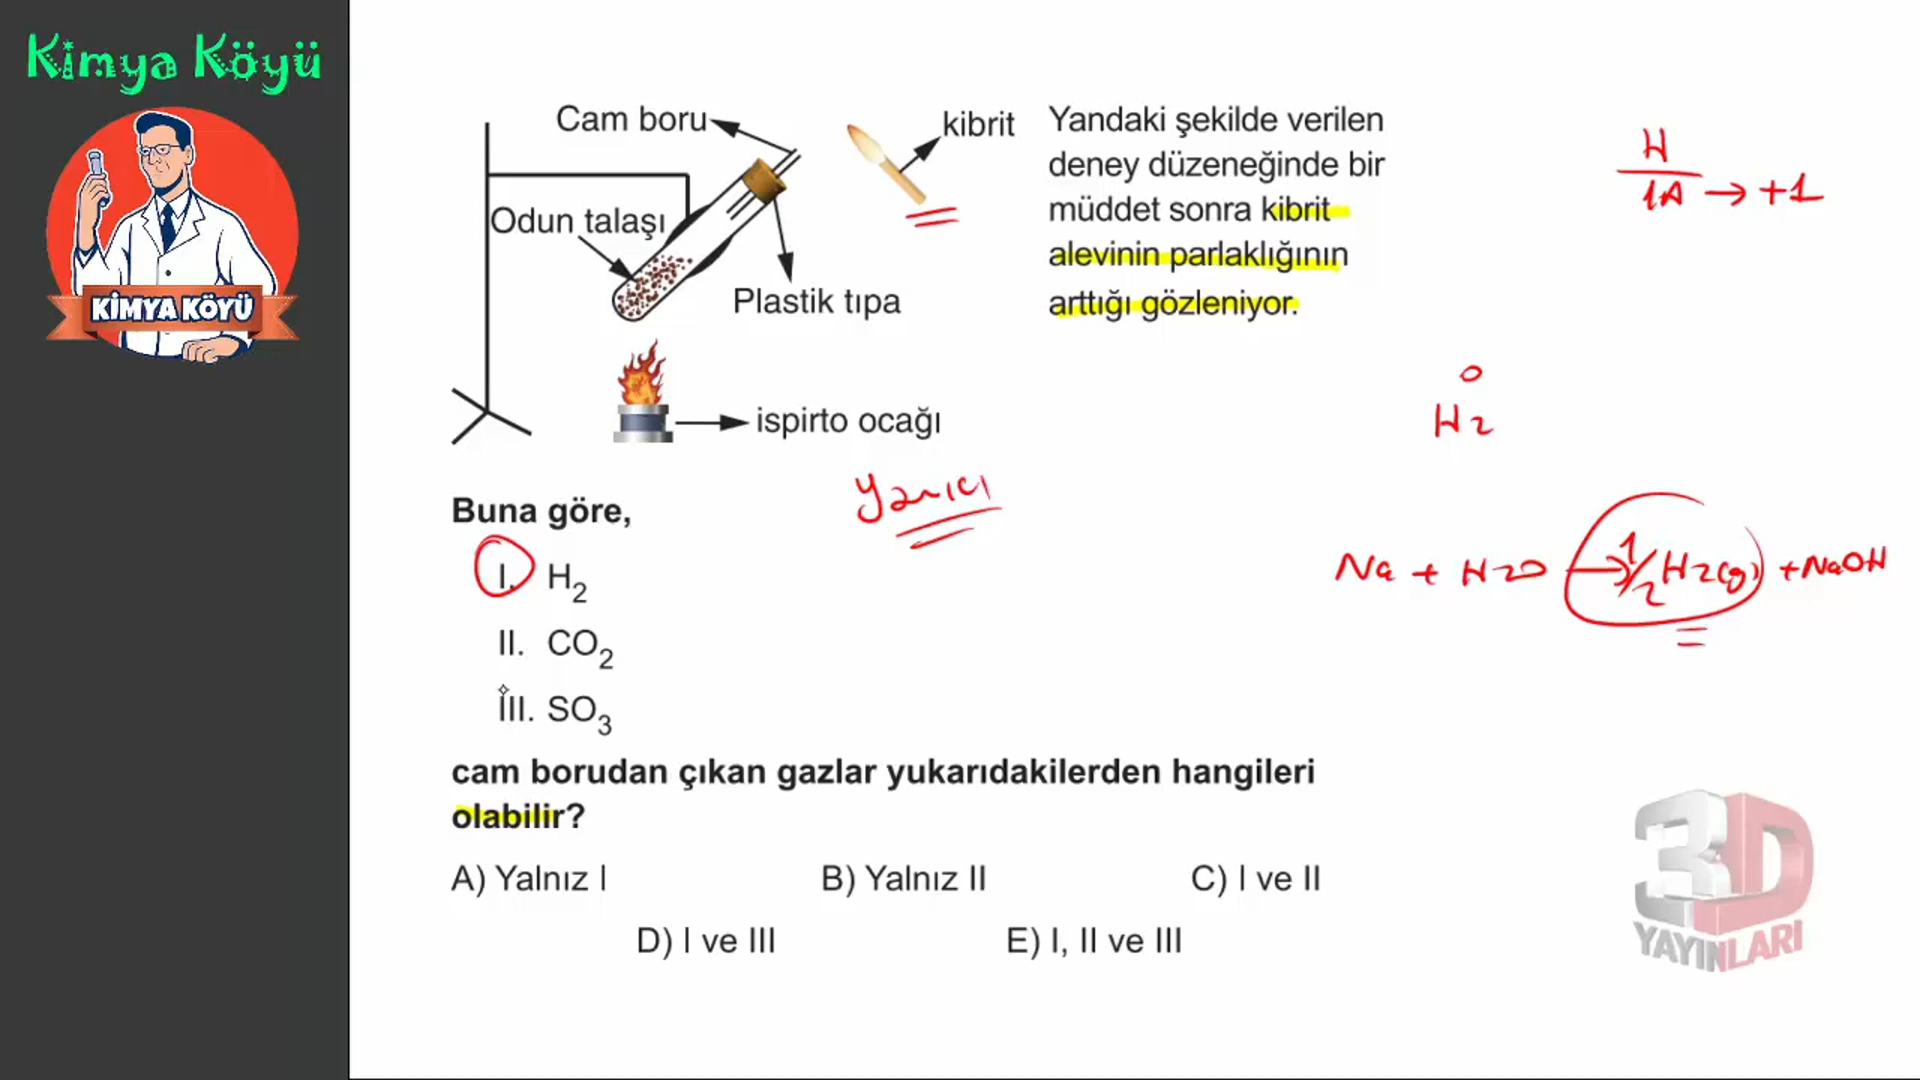 Kimya Köyü
KİMYA KÖYÜ
Cam boru
kibrit
Odun talaşı
Plastik tıpa
ispirto ocağı
Yandaki şekilde verilen
deney düzeneğinde bir
müddet sonra kibrit
alevinin parlaklığının
arttığı gözleniyor.
H
1A → +1
0
H2
Yanıcı
Na + H2O → 1/2 H2(g) + NaOH
Buna göre,
I. H₂
II. CO₂
III. SO₃
cam borudan çıkan gazlar yukarıdakilerden hangileri
olabilir?
A) Yalnız I
B) Yalnız II
C) I ve II
D) I ve III
E) I, II ve III
3D
YAYINLARI